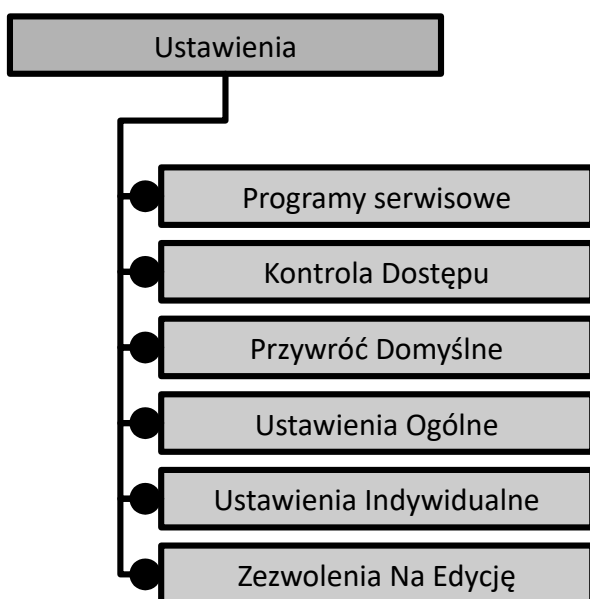 Ustawienia
Programy serwisowe
Kontrola Dostępu
Przywróć Domyślne
Ustawienia Ogólne
Ustawienia Indywidualne
Zezwolenia Na Edycję